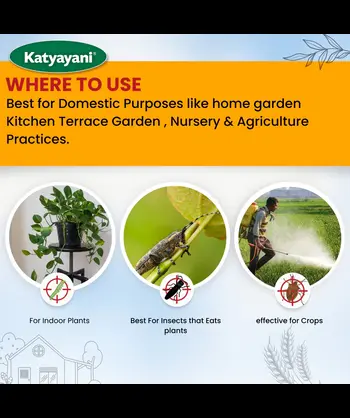 Katyayani®
WHERE TO USE
Best for Domestic Purposes like home garden
Kitchen Terrace Garden , Nursery & Agriculture
Practices.
For Indoor Plants
Best For Insects that Eats
plants
effective for Crops